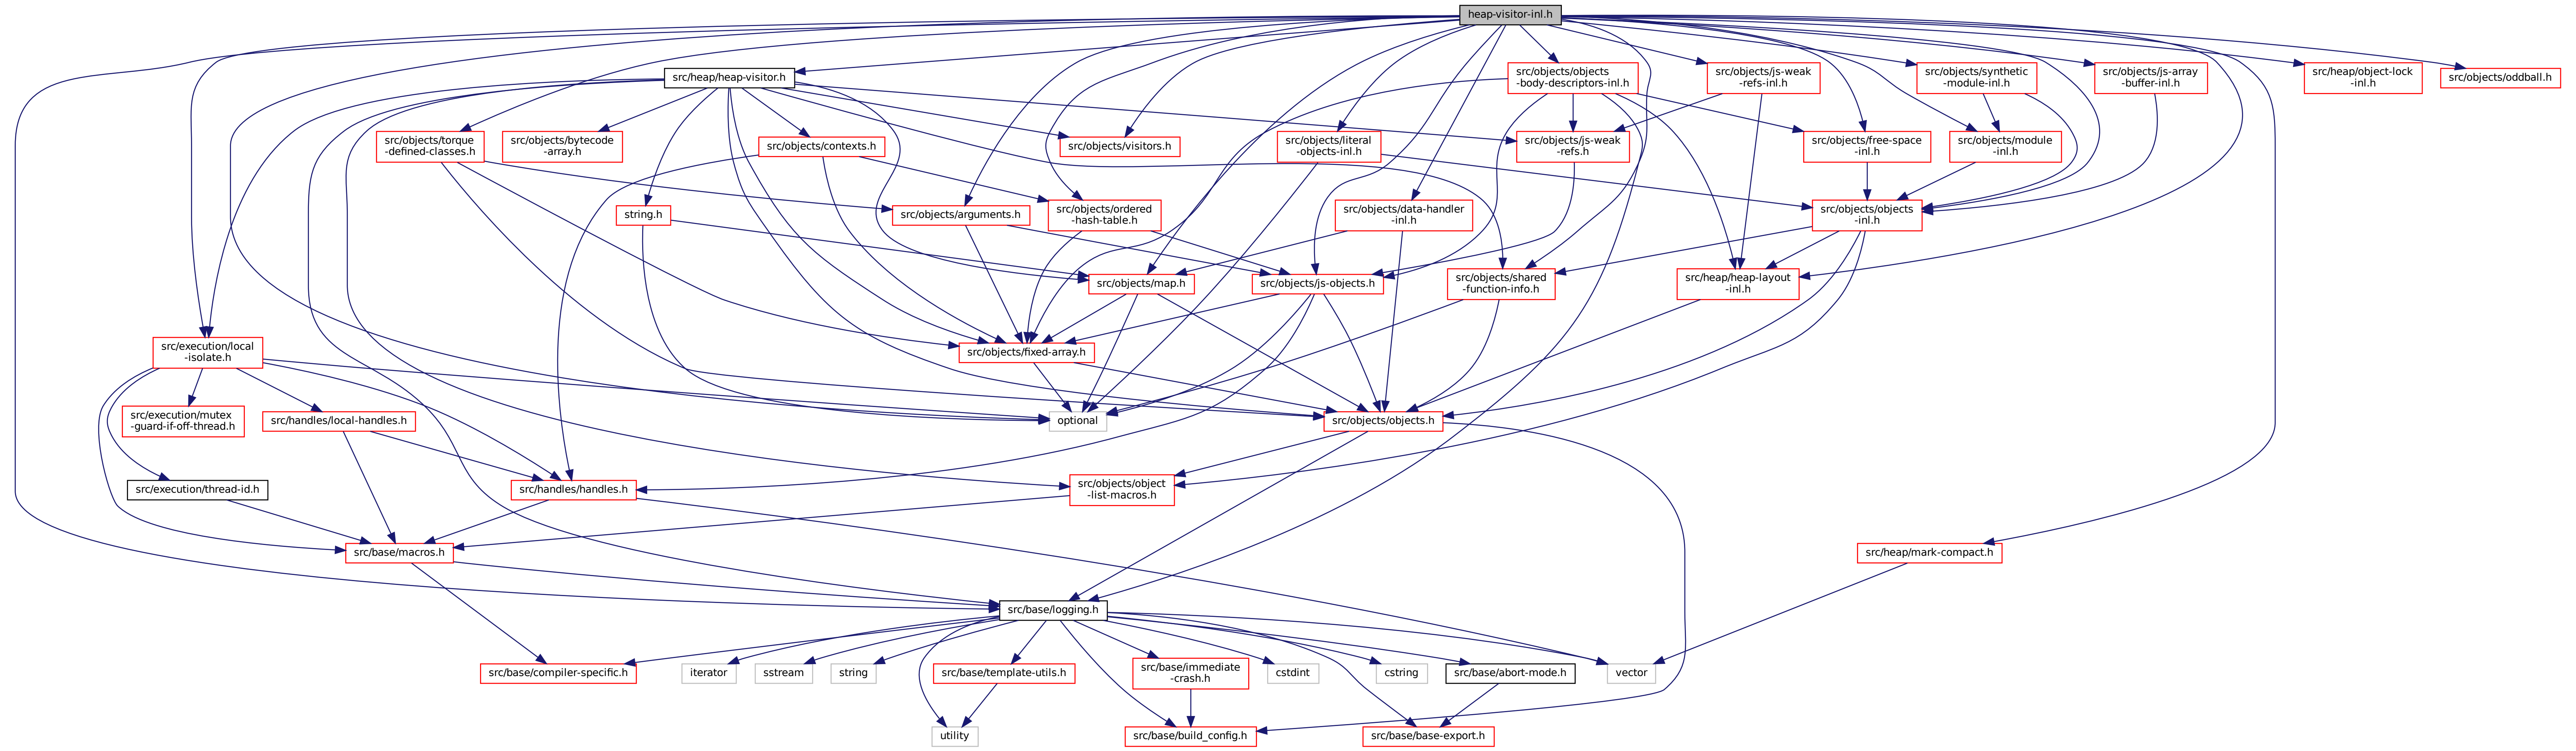 heap-visitor-inl.h
src/heap/heap-visitor.h
src/objects/objects
-body-descriptors-inl.h
src/objects/js-weak
-refs-inl.h
src/objects/synthetic
-module-inl.h
src/objects/js-array
-buffer-inl.h
src/heap/object-lock
-inl.h
src/objects/oddball.h
src/objects/torque
-defined-classes.h
src/objects/bytecode
-array.h
src/objects/contexts.h
src/objects/visitors.h
src/objects/literal
-objects-inl.h
src/objects/js-weak
-refs.h
src/objects/free-space
-inl.h
src/objects/module
-inl.h
string.h
src/objects/arguments.h
src/objects/ordered
-hash-table.h
src/objects/data-handler
-inl.h
src/objects/objects
-inl.h
src/objects/map.h
src/objects/js-objects.h
src/objects/shared
-function-info.h
src/heap/heap-layout
-inl.h
src/execution/local
-isolate.h
src/objects/fixed-array.h
src/execution/mutex
-guard-if-off-thread.h
src/handles/local-handles.h
optional
src/objects/objects.h
src/execution/thread-id.h
src/handles/handles.h
src/objects/object
-list-macros.h
src/base/macros.h
src/heap/mark-compact.h
src/base/logging.h
src/base/compiler-specific.h
iterator
sstream
string
src/base/template-utils.h
src/base/immediate
-crash.h
cstdint
cstring
src/base/abort-mode.h
vector
utility
src/base/build_config.h
src/base/base-export.h